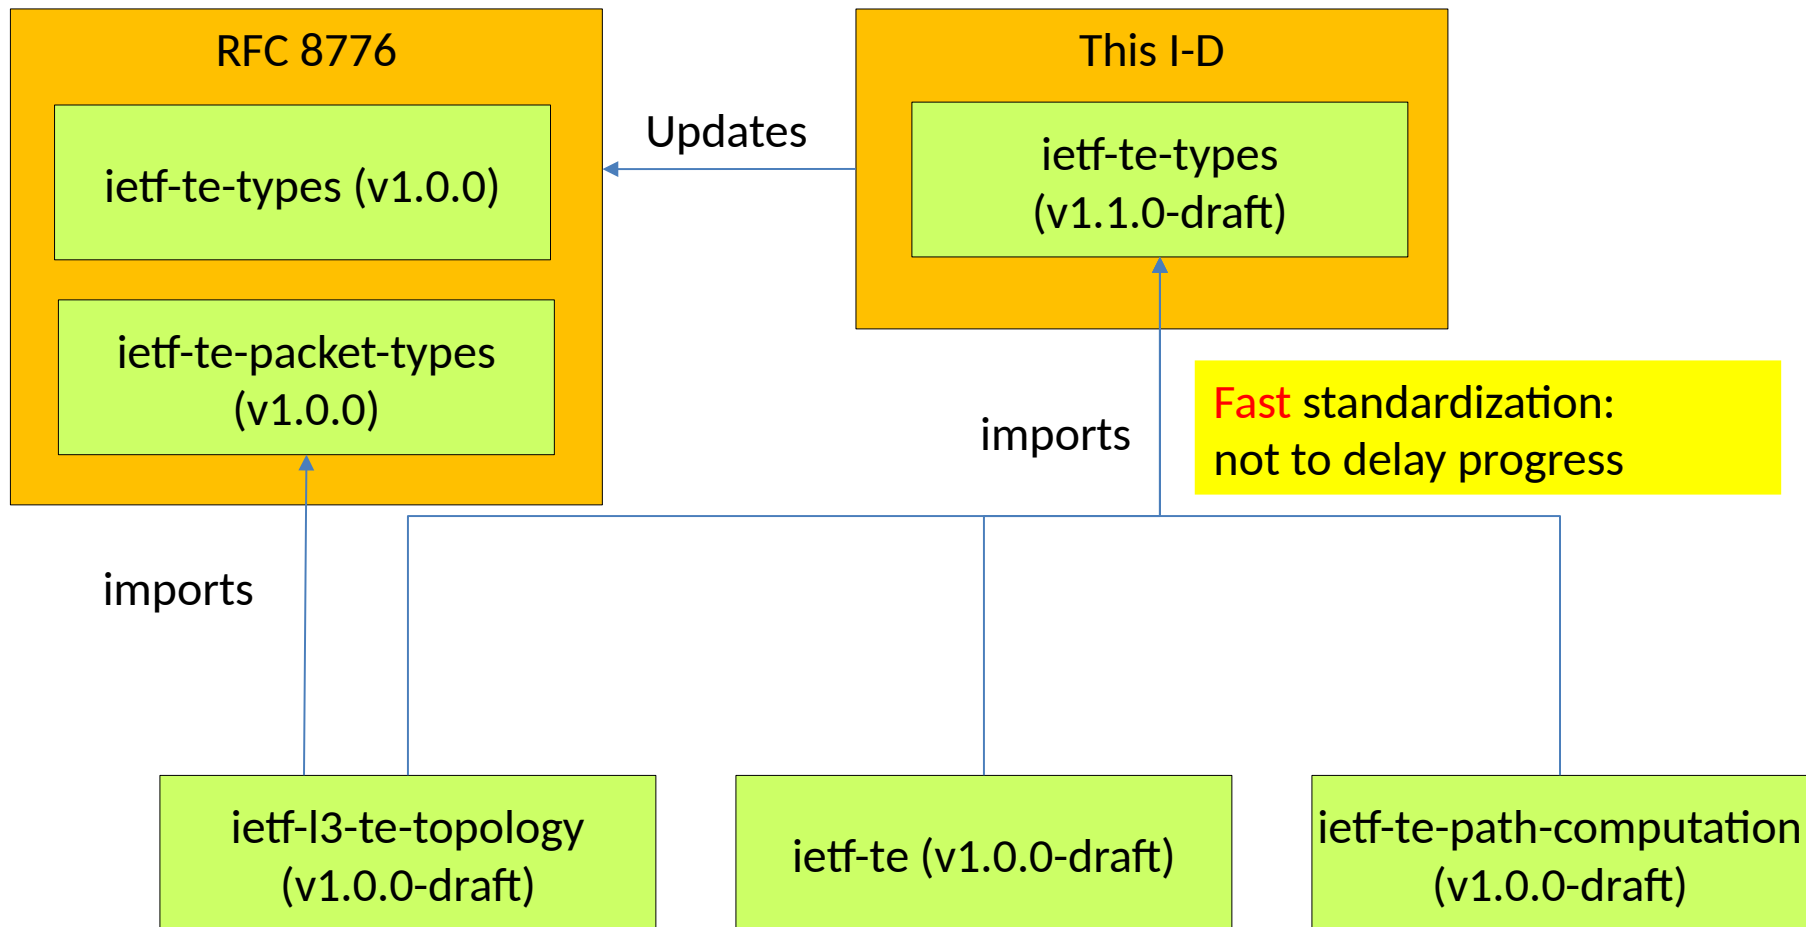 RFC 8776
ietf-te-types (v1.0.0)
ietf-te-packet-types
(v1.0.0)
Updates
This I-D
ietf-te-types
(v1.1.0-draft)
imports
Fast standardization:
not to delay progress
imports
ietf-l3-te-topology
(v1.0.0-draft)
ietf-te (v1.0.0-draft)
ietf-te-path-computation
(v1.0.0-draft)